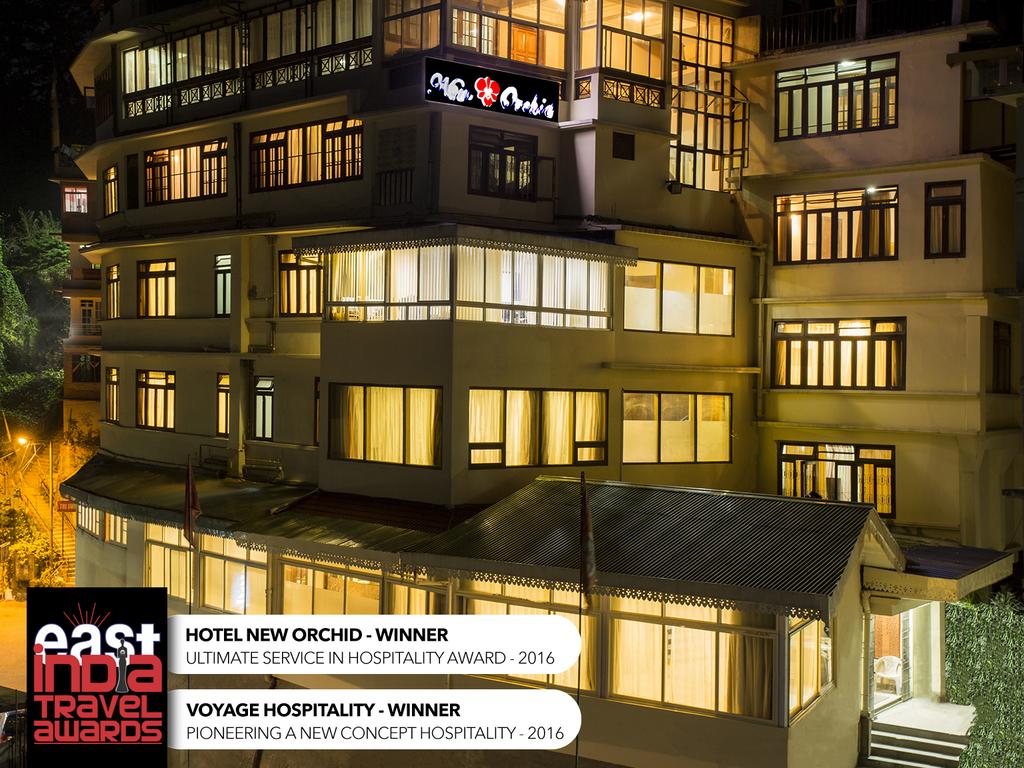 New Orchid
east
india
TRAVEL
awards
HOTEL NEW ORCHID - WINNER
ULTIMATE SERVICE IN HOSPITALITY AWARD - 2016
VOYAGE HOSPITALITY - WINNER
PIONEERING A NEW CONCEPT HOSPITALITY - 2016